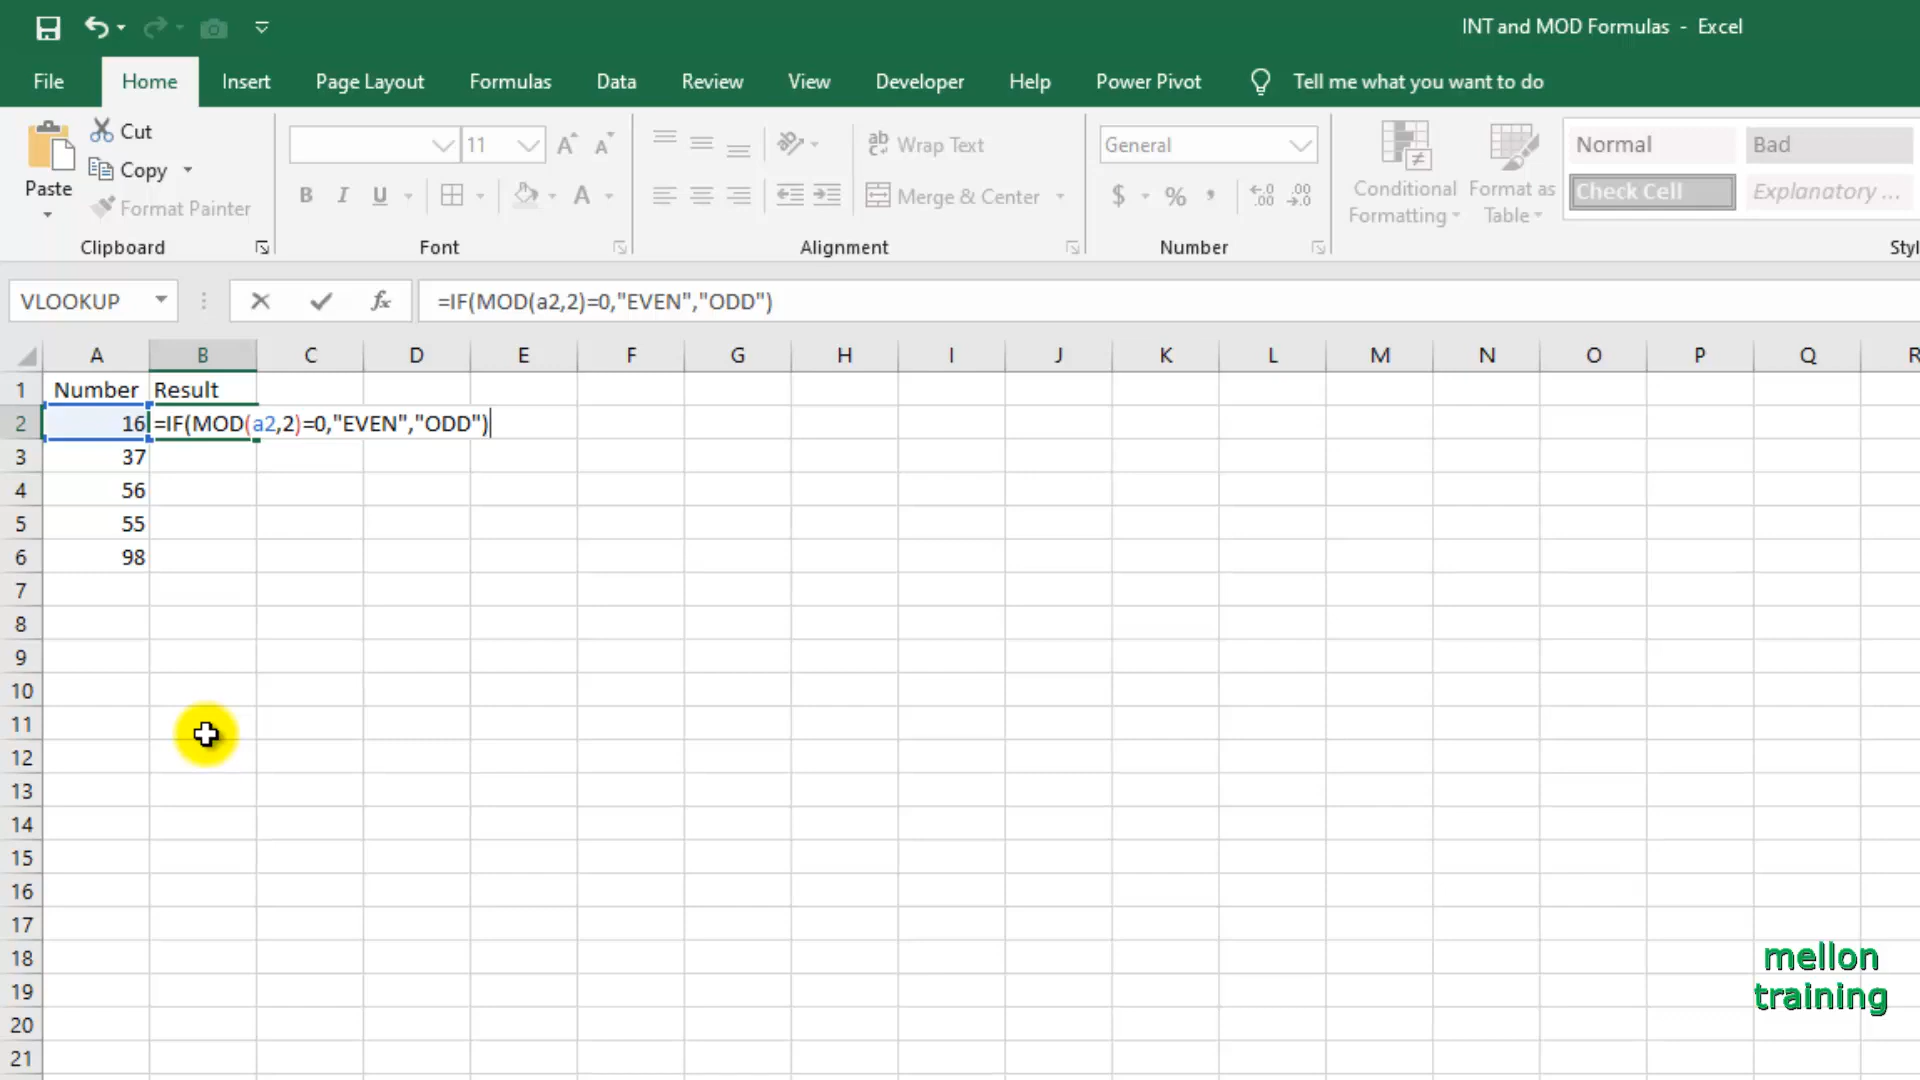 INT and MOD Formulas - Excel
File Home Insert Page Layout Formulas Data Review View Developer Help Power Pivot Tell me what you want to do
Paste
Cut
Copy
Format Painter
Clipboard
11
A A
B I U A
Font
ab Wrap Text
Merge & Center
Alignment
General
$ % , .00 .00
Number
Conditional Formatting
Format as Table
Normal Bad
Check Cell Explanatory ...
Styl
VLOOKUP fx =IF(MOD(a2,2)=0,"EVEN","ODD")
A B C D E F G H I J K L M N O P Q R
1 Number Result
2 16 =IF(MOD(a2,2)=0,"EVEN","ODD")
3 37
4 56
5 55
6 98
7
8
9
10
11
12
13
14
15
16
17
18
19
20
21
mellon
training